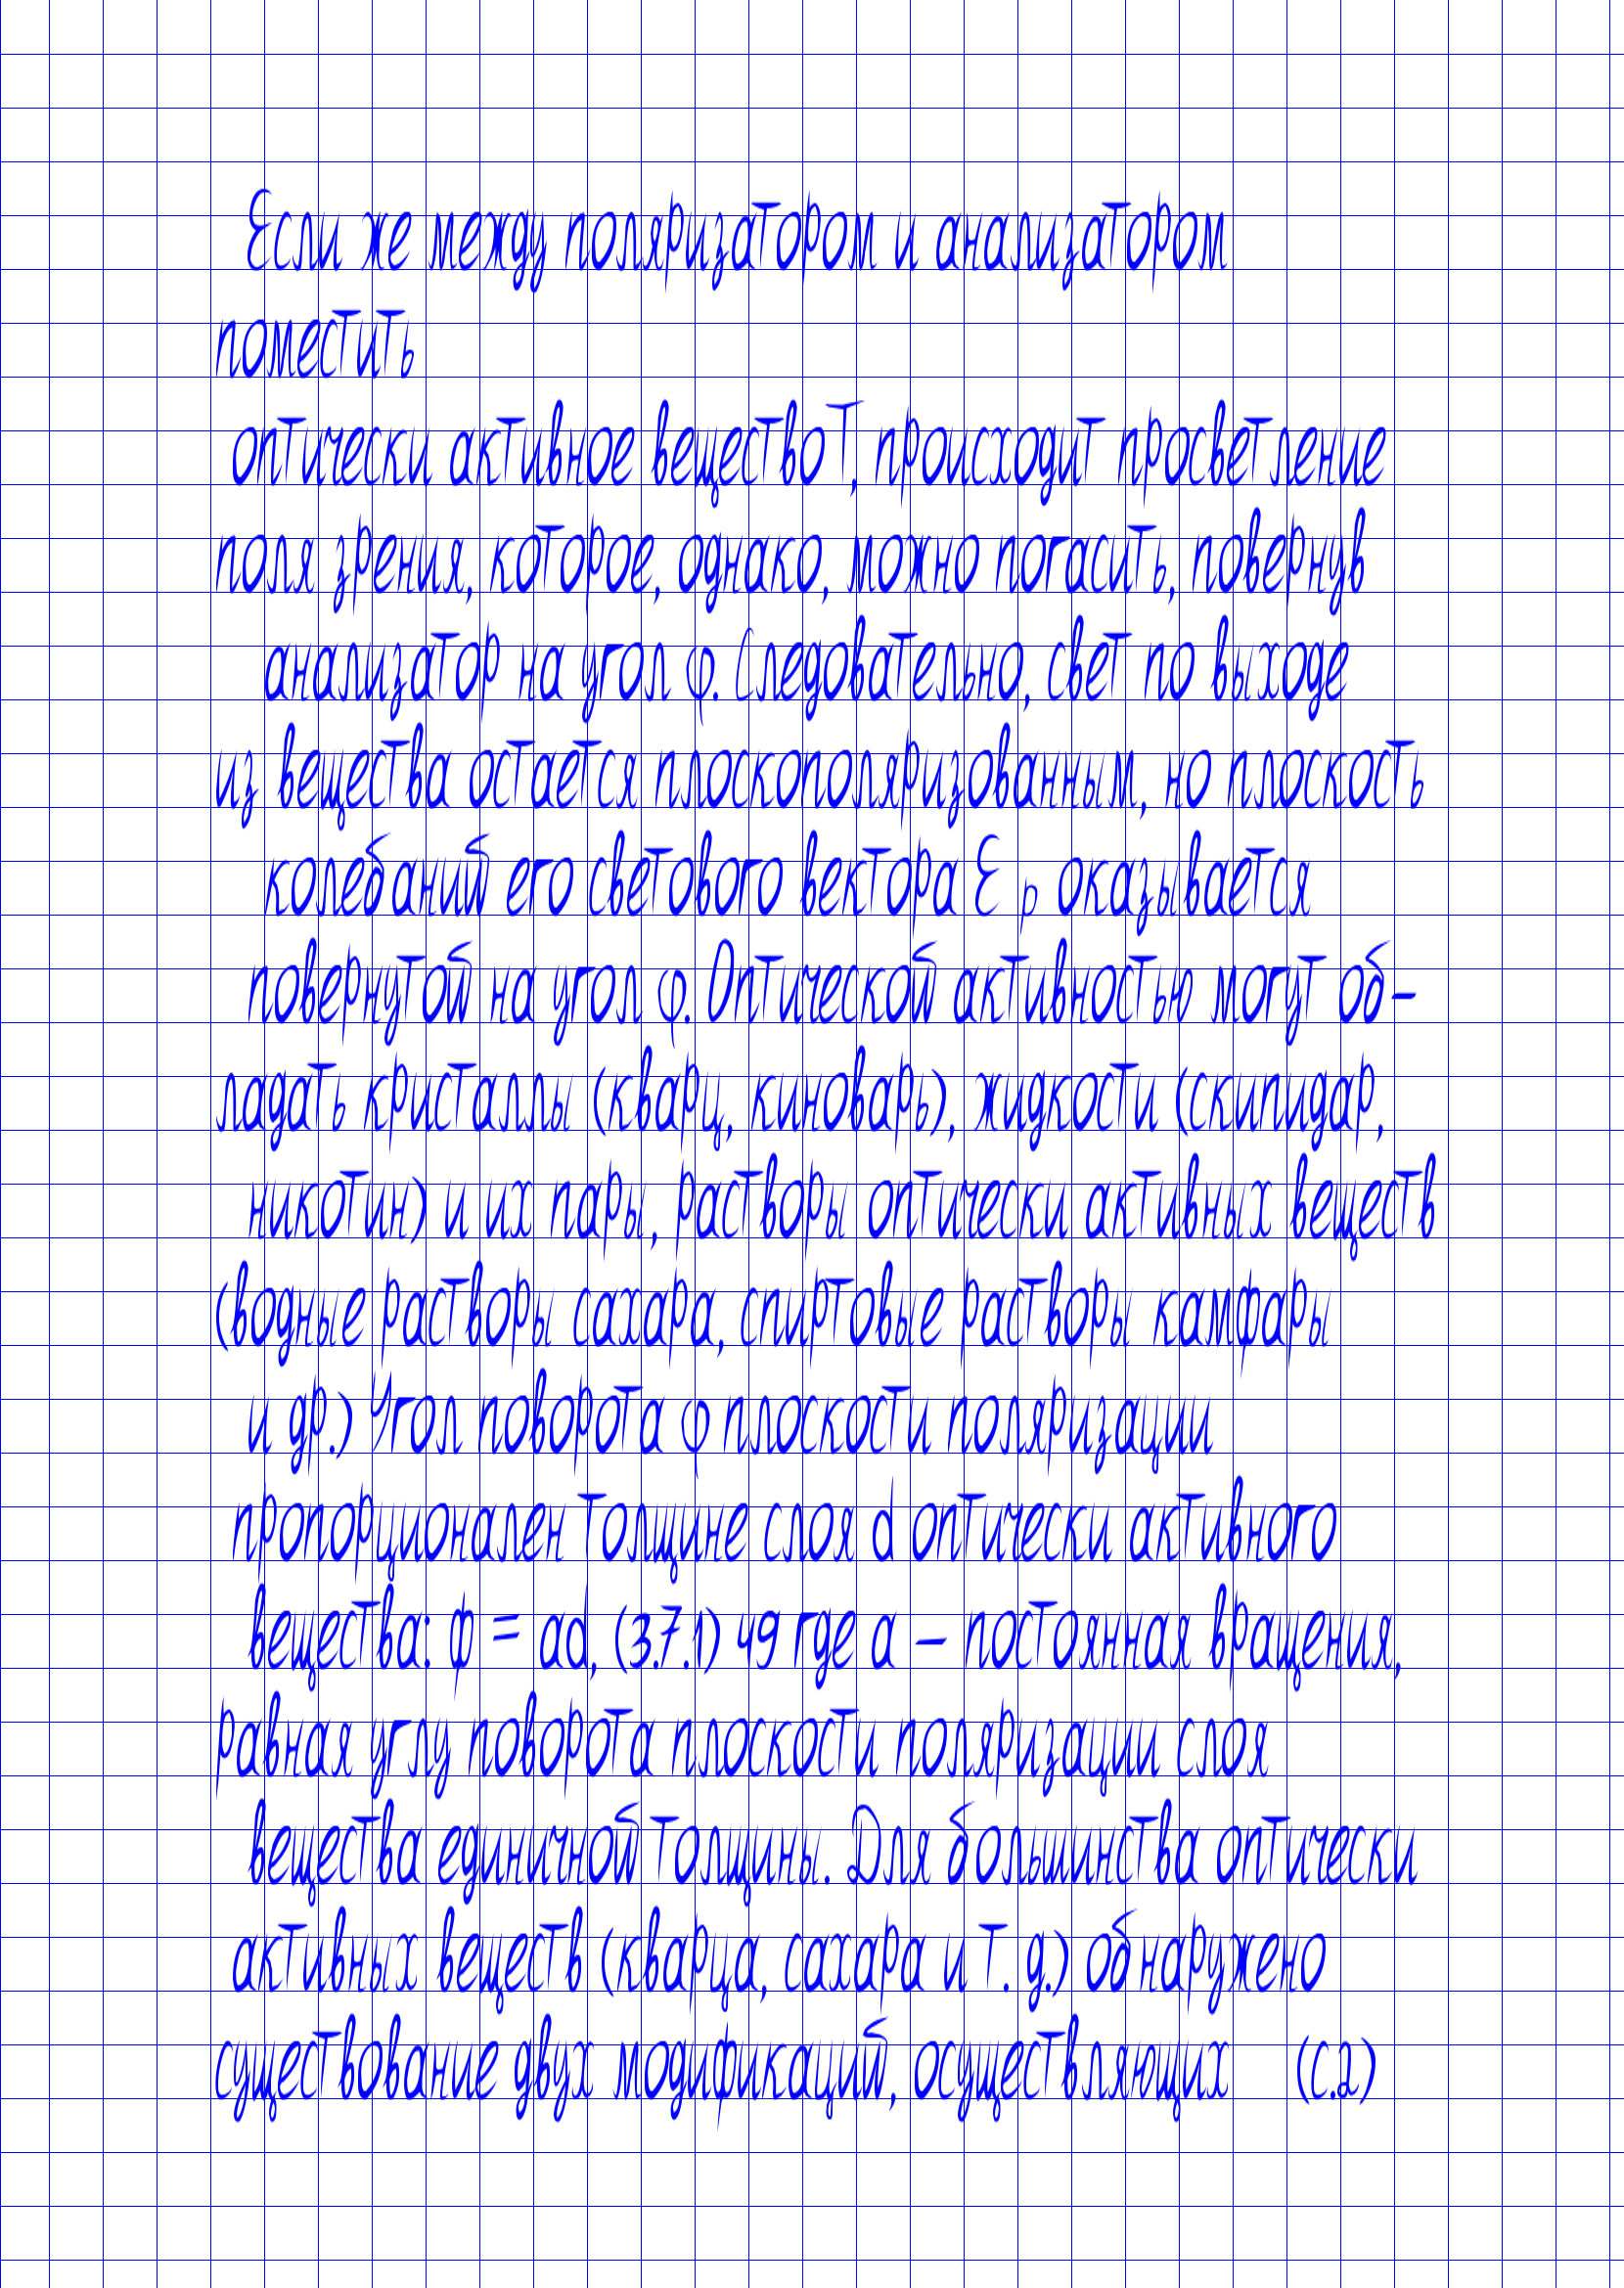 Если же между поляризатором и анализатором
поместить
оптически активное веществоТ, происходит просветление
поля зрения, которое, однако, можно погасить, повернув
анализатор на угол φ. Следовательно, свет по выходе
из вещества остается плоскополяризованным, но плоскость
колебаний его светового вектора Е р оказывается
повернутой на угол φ. Оптической активностью могут об–
ладать кристаллы (кварц, киноварь), жидкости (скипидар,
никотин) и их пары, растворы оптически активных веществ
(водные растворы сахара, спиртовые растворы камфары
и др.) Угол поворота φ плоскости поляризации
пропорционален толщине слоя d оптически активного
вещества: ф = ad, (3.7.1) 49 где a – постоянная вращения,
равная углу поворота плоскости поляризации слоя
вещества единичной толщины. Для большинства оптически
активных веществ (кварца, сахара и т. д.) обнаружено
существование двух модификаций, осуществляющих (с.2)